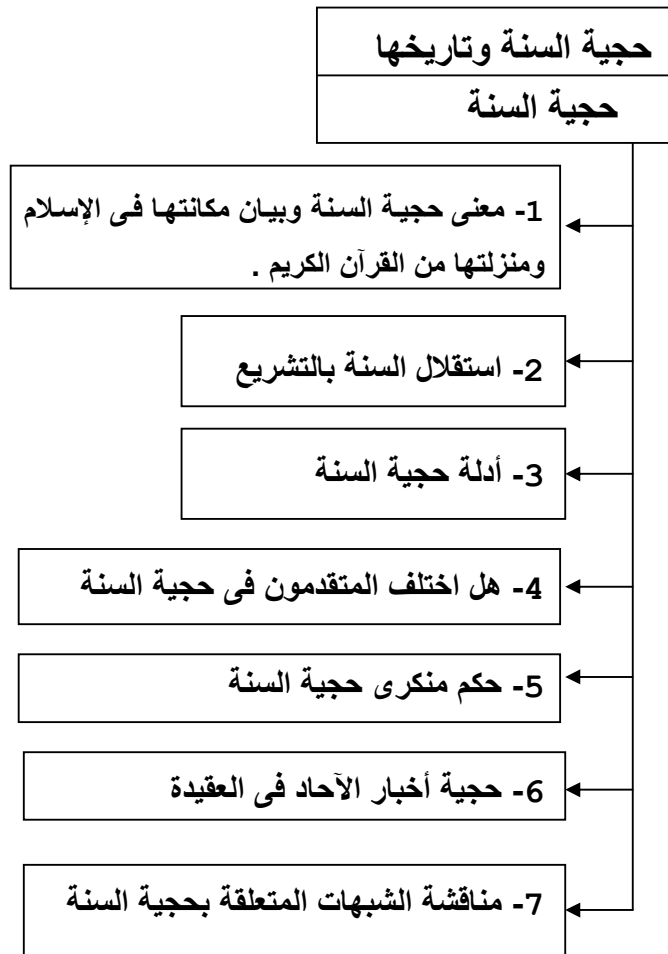 حجية السنة وتاريخها
حجية السنة
1- معنى حجية السنة وبيان مكانتها فى الإسلام
ومنزلتها من القرآن الكريم .
2- استقلال السنة بالتشريع
3- أدلة حجية السنة
4- هل اختلف المتقدمون فى حجية السنة
5- حكم منكرى حجية السنة
6- حجية أخبار الآحاد فى العقيدة
7- مناقشة الشبهات المتعلقة بحجية السنة